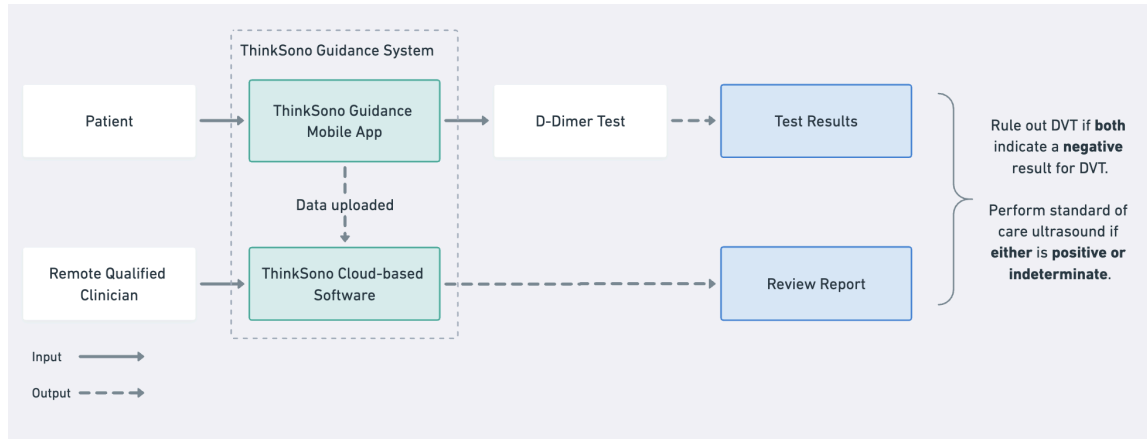 ThinkSono Guidance System
Patient
ThinkSono Guidance
Mobile App
D-Dimer Test
Test Results
Data uploaded
Remote Qualified
Clinician
ThinkSono Cloud-based
Software
Review Report
Rule out DVT if both
indicate a negative
result for DVT.
Perform standard of
care ultrasound if
either is positive or
indeterminate.
Input
Output